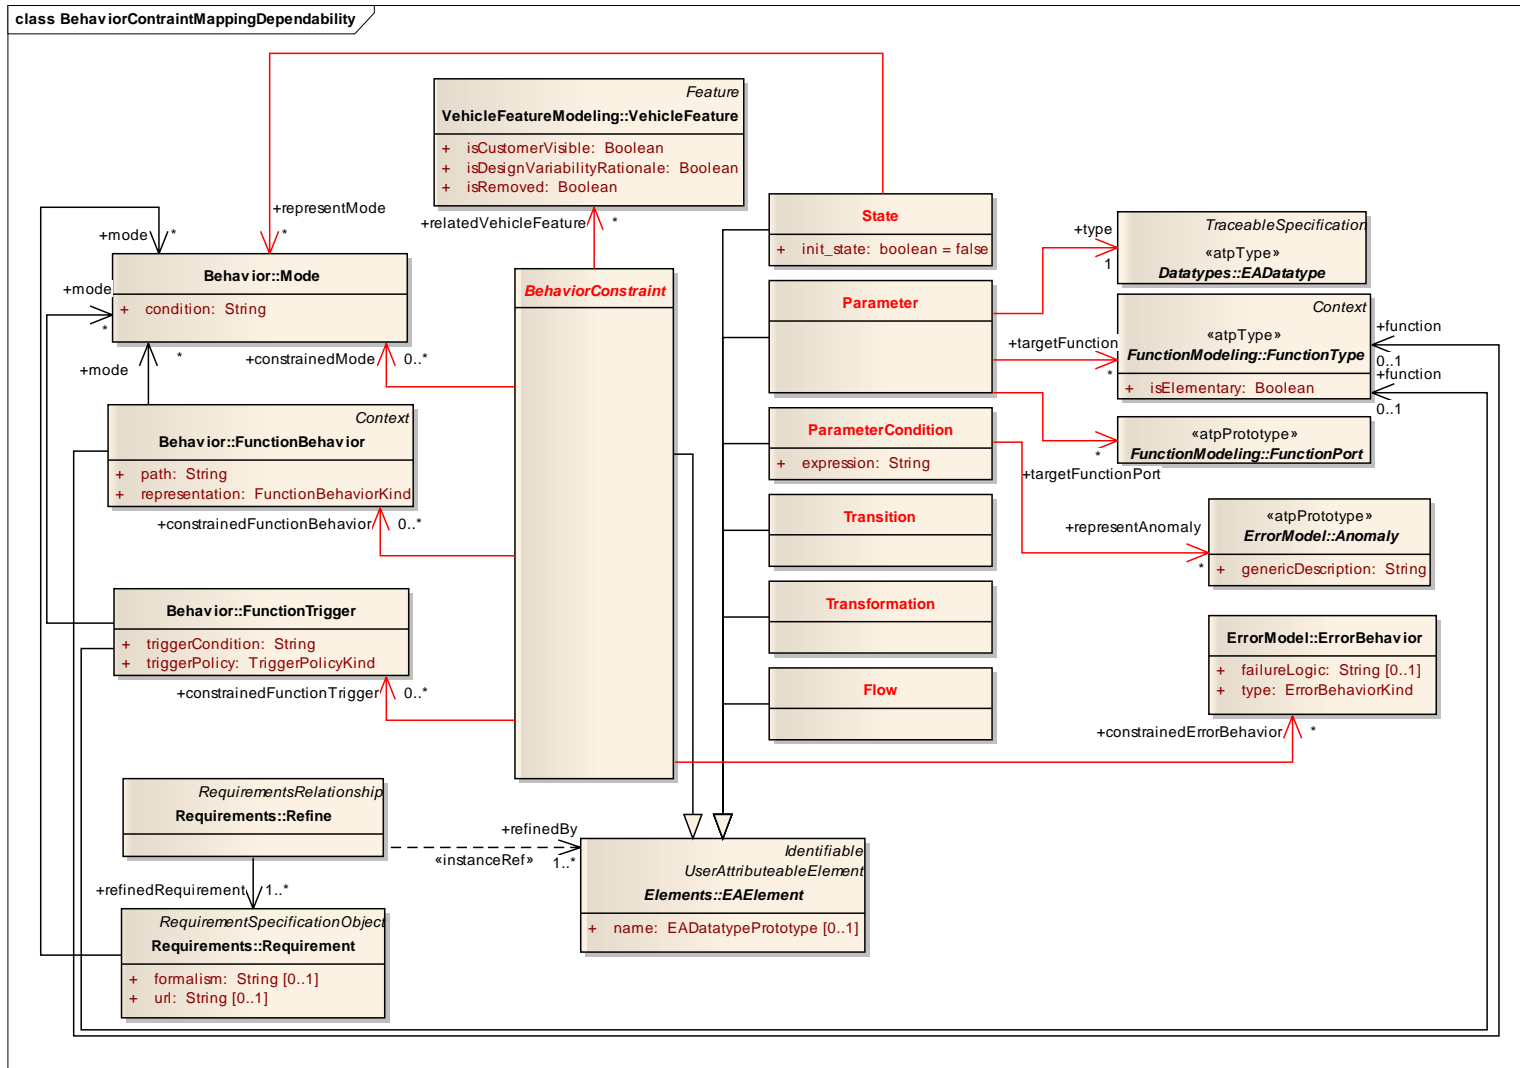 class BehaviorContraintMappingDependability
Feature
VehicleFeatureModeling::VehicleFeature
+ isCustomerVisible: Boolean
+ isDesignVariabilityRationale: Boolean
+ isRemoved: Boolean
+representMode
*
+relatedVehicleFeature
*
+mode
*
Behavior::Mode
+ condition: String
+mode
*
+constrainedMode
0..*
*
+mode
State
+ init_state: boolean = false
+type
1
TraceableSpecification
«atpType»
Datatypes::EADatatype
BehaviorConstraint
Parameter
+targetFunction
*
Context
«atpType»
FunctionModeling::FunctionType
+ isElementary: Boolean
+function
0..1
+function
0..1
Context
Behavior::FunctionBehavior
+ path: String
+ representation: FunctionBehaviorKind
+constrainedFunctionBehavior
0..*
ParameterCondition
+ expression: String
*
+targetFunctionPort
«atpPrototype»
FunctionModeling::FunctionPort
Transition
+representAnomaly
*
«atpPrototype»
ErrorModel::Anomaly
+ genericDescription: String
Behavior::FunctionTrigger
+ triggerCondition: String
+ triggerPolicy: TriggerPolicyKind
+constrainedFunctionTrigger
0..*
Transformation
ErrorModel::ErrorBehavior
+ failureLogic: String [0..1]
+ type: ErrorBehaviorKind
Flow
+constrainedErrorBehavior
*
RequirementsRelationship
Requirements::Refine
+refinedBy
«instanceRef»
1..*
+refinedRequirement
1..*
Identifiable
UserAttributeableElement
Elements::EAElement
+ name: EADatatypePrototype [0..1]
RequirementSpecificationObject
Requirements::Requirement
+ formalism: String [0..1]
+ url: String [0..1]